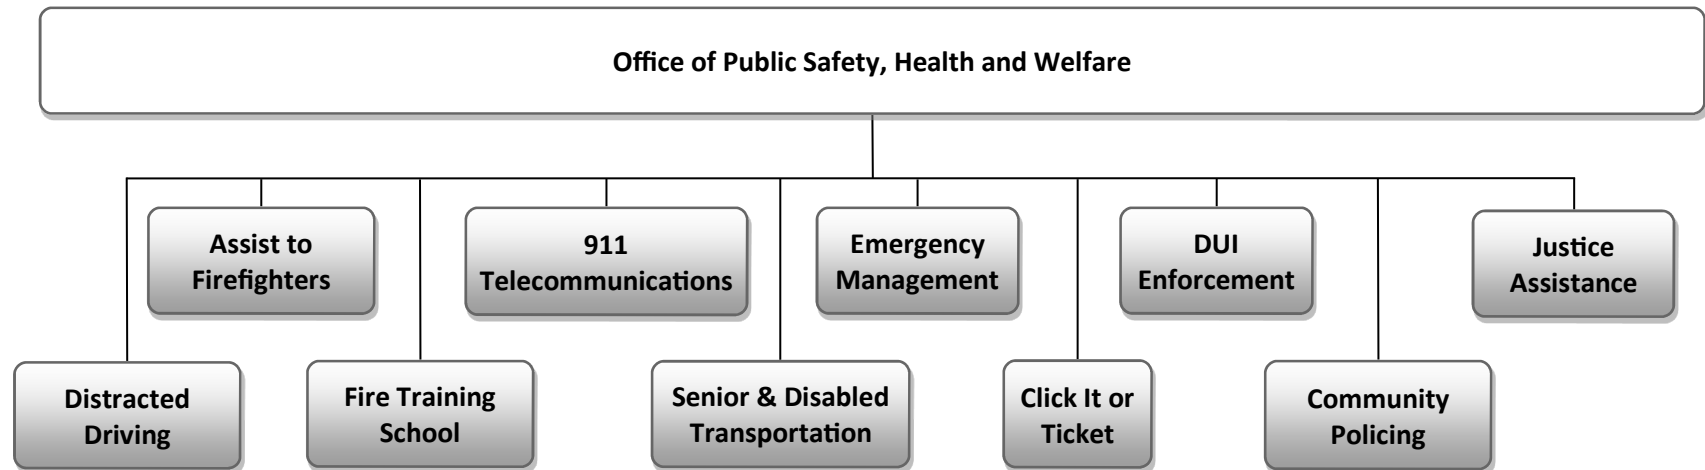 Office of Public Safety, Health and Welfare
Assist to
Firefighters
911
Telecommunications
Emergency
Management
DUI
Enforcement
Justice
Assistance
Distracted
Driving
Fire Training
School
Senior & Disabled
Transportation
Click It or
Ticket
Community
Policing